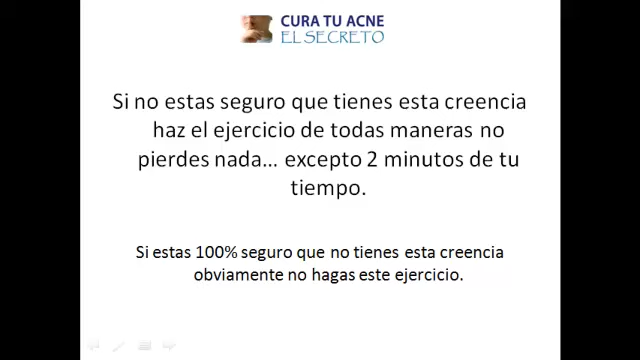 CURA TU ACNE
EL SECRETO
Si no estas seguro que tienes esta creencia
haz el ejercicio de todas maneras no
pierdes nada... excepto 2 minutos de tu
tiempo.
Si estas 100% seguro que no tienes esta creencia
obviamente no hagas este ejercicio.